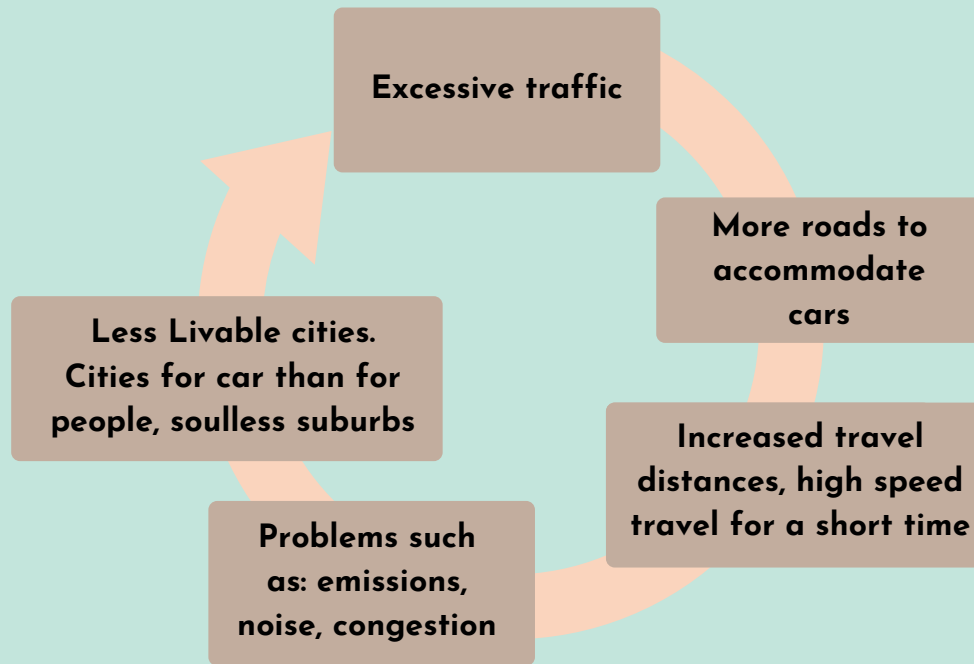 Excessive traffic
More roads to
accommodate
cars
Increased travel
distances, high speed
travel for a short time
Problems such
as: emissions,
noise, congestion
Less Livable cities.
Cities for car than for
people, soulless suburbs